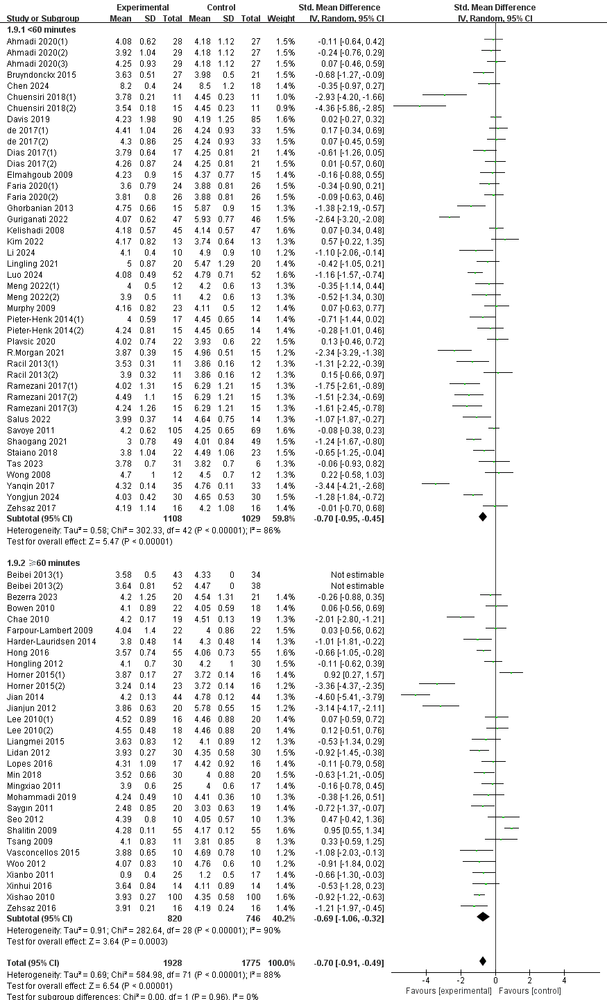 Experimental Control Std. Mean Difference Std. Mean Difference
Study or Subgroup Mean SD Total Mean SD Total Weight IV, Random, 95% CI IV, Random, 95% CI
1.9.1 <60 minutes
Ahmadi 2020(1) 4.08 0.62 28 4.18 1.12 27 1.5% -0.11 [-0.64, 0.42]
Ahmadi 2020(2) 3.92 1.04 29 4.18 1.12 27 1.5% -0.24 [-0.76, 0.29]
Ahmadi 2020(3) 4.25 0.93 29 4.18 1.12 27 1.5% 0.07 [-0.46, 0.59]
Bruyndonckx 2015 3.63 0.51 27 3.98 0.5 21 1.5% -0.68 [-1.27, -0.09]
Chen 2024 8.2 0.4 24 8.5 1.2 18 1.5% -0.35 [-0.97, 0.27]
Chuensiri 2018(1) 3.78 0.21 11 4.45 0.23 11 1.0% -2.93 [-4.20, -1.66]
Chuensiri 2018(2) 3.54 0.18 15 4.45 0.23 11 0.9% -4.36 [-5.86, -2.85]
Davis 2019 4.23 1.98 90 4.19 1.25 85 1.6% 0.02 [-0.27, 0.32]
de 2017(1) 4.41 1.04 26 4.24 0.93 33 1.5% 0.17 [-0.34, 0.69]
de 2017(2) 4.3 0.86 25 4.24 0.93 33 1.5% 0.07 [-0.45, 0.59]
Dias 2017(1) 3.79 0.64 17 4.25 0.81 21 1.4% -0.61 [-1.26, 0.05]
Dias 2017(2) 4.26 0.87 24 4.25 0.81 21 1.5% 0.01 [-0.57, 0.60]
Elmahgoub 2009 4.23 0.9 15 4.37 0.77 15 1.4% -0.16 [-0.88, 0.55]
Faria 2020(1) 3.6 0.79 24 3.88 0.81 26 1.5% -0.34 [-0.90, 0.21]
Faria 2020(2) 3.81 0.8 26 3.88 0.81 26 1.5% -0.09 [-0.63, 0.46]
Ghorbanian 2013 4.75 0.66 15 5.87 0.9 15 1.3% -1.38 [-2.19, -0.57]
Guriganati 2022 4.07 0.62 47 5.93 0.77 46 1.5% -2.64 [-3.20, -2.08]
Kelishadi 2008 4.18 0.57 45 4.14 0.57 47 1.6% 0.07 [-0.34, 0.48]
Kim 2022 4.17 0.82 13 3.74 0.64 13 1.3% 0.57 [-0.22, 1.35]
Li 2024 4.1 0.4 10 4.9 0.9 10 1.2% -1.10 [-2.06, -0.14]
Lingling 2021 5 0.87 20 5.47 1.29 20 1.4% -0.42 [-1.05, 0.21]
Luo 2024 4.08 0.49 52 4.79 0.71 52 1.6% -1.16 [-1.57, -0.74]
Meng 2022(1) 4 0.5 12 4.2 0.6 13 1.3% -0.35 [-1.14, 0.44]
Meng 2022(2) 3.9 0.5 11 4.2 0.6 13 1.3% -0.52 [-1.34, 0.30]
Murphy 2009 4.16 0.82 23 4.11 0.5 12 1.4% 0.07 [-0.63, 0.77]
Pieter-Henk 2014(1) 4 0.59 17 4.45 0.65 14 1.4% -0.71 [-1.44, 0.02]
Pieter-Henk 2014(2) 4.24 0.81 15 4.45 0.65 14 1.4% -0.28 [-1.01, 0.46]
Plavsic 2020 4.02 0.74 22 3.93 0.6 22 1.5% 0.13 [-0.46, 0.72]
R.Morgan 2021 3.87 0.39 15 4.96 0.51 15 1.2% -2.34 [-3.29, -1.38]
Racil 2013(1) 3.53 0.31 11 3.86 0.16 12 1.2% -1.31 [-2.22, -0.39]
Racil 2013(2) 3.9 0.32 11 3.86 0.16 12 1.3% 0.15 [-0.66, 0.97]
Ramezani 2017(1) 4.02 1.31 15 6.29 1.21 15 1.3% -1.75 [-2.61, -0.89]
Ramezani 2017(2) 4.49 1.1 15 6.29 1.21 15 1.3% -1.51 [-2.34, -0.69]
Ramezani 2017(3) 4.24 1.26 15 6.29 1.21 15 1.3% -1.61 [-2.45, -0.78]
Salus 2022 3.99 0.37 14 4.64 0.75 14 1.3% -1.07 [-1.87, -0.27]
Savoye 2011 4.2 0.62 105 4.25 0.65 69 1.6% -0.08 [-0.38, 0.23]
Shaogang 2021 3 0.78 49 4.01 0.84 49 1.5% -1.24 [-1.67, -0.80]
Staiano 2018 3.8 1.04 22 4.49 1.06 23 1.5% -0.65 [-1.25, -0.04]
Tas 2023 3.78 0.7 31 3.82 0.7 6 1.3% -0.06 [-0.93, 0.82]
Wong 2008 4.7 1 12 4.5 0.7 12 1.3% 0.22 [-0.58, 1.03]
Yanqin 2017 4.32 0.14 35 4.76 0.11 33 1.3% -3.44 [-4.21, -2.68]
Yongjun 2024 4.03 0.42 30 4.65 0.53 30 1.5% -1.28 [-1.84, -0.72]
Zehsaz 2017 4.19 1.14 16 4.2 1.08 16 1.4% -0.01 [-0.70, 0.68]
Subtotal (95% CI) 1108 1029 59.8% -0.70 [-0.95, -0.45]
Heterogeneity: Tau² = 0.58; Chi² = 302.33, df = 42 (P < 0.00001); I² = 86%
Test for overall effect: Z = 5.47 (P < 0.00001)
1.9.2 ≥60 minutes
Beibei 2013(1) 3.58 0.5 43 4.33 0 34 Not estimable
Beibei 2013(2) 3.64 0.81 52 4.47 0 38 Not estimable
Bezerra 2023 4.2 1.25 20 4.54 1.31 21 1.4% -0.26 [-0.88, 0.35]
Bowen 2010 4.1 0.89 22 4.05 0.59 18 1.4% 0.06 [-0.56, 0.69]
Chae 2010 4.2 0.17 19 4.51 0.13 19 1.3% -2.01 [-2.80, -1.21]
Farpour-Lambert 2009 4.04 1.4 22 4 0.86 22 1.5% 0.03 [-0.56, 0.62]
Harder-Lauridsen 2014 3.8 0.48 14 4.3 0.48 14 1.3% -1.01 [-1.81, -0.22]
Hong 2016 3.57 0.74 55 4.06 0.73 55 1.6% -0.66 [-1.05, -0.28]
Hongling 2012 4.1 0.7 30 4.2 1 30 1.5% -0.11 [-0.62, 0.39]
Horner 2015(1) 3.87 0.17 27 3.72 0.14 16 1.4% 0.92 [0.27, 1.57]
Horner 2015(2) 3.24 0.14 23 3.72 0.14 16 1.2% -3.36 [-4.37, -2.35]
Jian 2014 4.2 0.13 44 4.78 0.12 44 1.3% -4.60 [-5.41, -3.79]
Jianjun 2012 3.86 0.63 20 5.78 0.55 15 1.2% -3.14 [-4.17, -2.11]
Lee 2010(1) 4.52 0.89 16 4.46 0.88 20 1.4% 0.07 [-0.59, 0.72]
Lee 2010(2) 4.55 0.48 18 4.46 0.88 20 1.4% 0.12 [-0.51, 0.76]
Liangmei 2015 3.63 0.83 12 4.1 0.89 12 1.3% -0.53 [-1.34, 0.29]
Lidan 2012 3.93 0.27 30 4.35 0.58 30 1.5% -0.92 [-1.45, -0.38]
Lopes 2016 4.31 1.09 17 4.42 0.92 16 1.4% -0.11 [-0.79, 0.58]
Min 2018 3.52 0.66 30 4 0.88 20 1.5% -0.63 [-1.21, -0.05]
Mingxiao 2011 3.9 0.6 25 4 0.6 17 1.5% -0.16 [-0.78, 0.45]
Mohammadi 2019 4.24 0.49 10 4.41 0.36 10 1.3% -0.38 [-1.26, 0.51]
Saygın 2011 2.48 0.85 20 3.03 0.63 19 1.4% -0.72 [-1.37, -0.07]
Seo 2012 4.39 0.8 10 4.05 0.57 10 1.3% 0.47 [-0.42, 1.36]
Shalitin 2009 4.28 0.11 55 4.17 0.12 55 1.6% 0.95 [0.55, 1.34]
Tsang 2009 4.1 0.83 11 3.81 0.85 8 1.2% 0.33 [-0.59, 1.25]
Vasconcellos 2015 3.88 0.65 10 4.69 0.78 10 1.2% -1.08 [-2.03, -0.13]
Woo 2012 4.07 0.83 10 4.76 0.6 10 1.2% -0.91 [-1.84, 0.02]
Xianbo 2011 0.9 0.4 25 1.2 0.5 17 1.4% -0.66 [-1.30, -0.03]
Xinhui 2016 3.64 0.84 14 4.11 0.89 14 1.4% -0.53 [-1.28, 0.23]
Xishao 2010 3.93 0.27 100 4.35 0.58 100 1.6% -0.92 [-1.22, -0.63]
Zehsaz 2016 3.91 0.21 16 4.19 0.24 16 1.3% -1.21 [-1.97, -0.45]
Subtotal (95% CI) 820 746 40.2% -0.69 [-1.06, -0.32]
Heterogeneity: Tau² = 0.91; Chi² = 282.64, df = 28 (P < 0.00001); I² = 90%
Test for overall effect: Z = 3.64 (P = 0.0003)
Total (95% CI) 1928 1775 100.0% -0.70 [-0.91, -0.49]
Heterogeneity: Tau² = 0.69; Chi² = 584.98, df = 71 (P < 0.00001); I² = 88%
Test for overall effect: Z = 6.54 (P < 0.00001)
Test for subgroup differences: Chi² = 0.00, df = 1 (P = 0.96), I² = 0%
-4 -2 0 2 4
Favours [experimental] Favours [control]